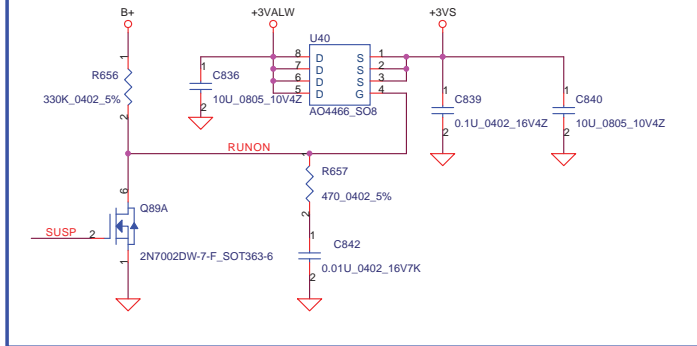 B+
+3VALW
+3VS
U40
1
R656
330K_0402_5%
2
1
C836
2
10U_0805_10V4Z
8 D S 1
7 D S 2
6 D S 3
5 D G 4
AO4466_SO8
1
C839
2
0.1U_0402_16V4Z
1
C840
2
10U_0805_10V4Z
RUNON
1
R657
470_0402_5%
2
6
Q89A
SUSP 2
2N7002DW-7-F_SOT363-6
1
1
C842
0.01U_0402_16V7K
2